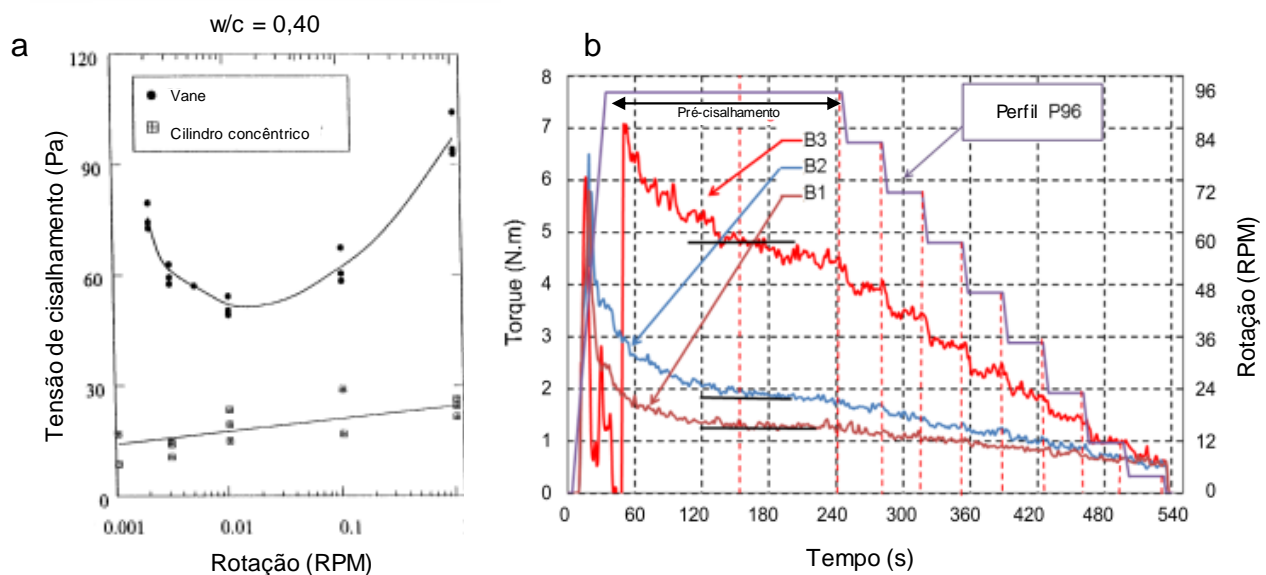 w/c = 0,40
a
Tensão de cisalhamento (Pa)
120
90
60
30
0
Vane
Cilindro concêntrico
0.001
0.01
0.1
Rotação (RPM)
b
Torque (N.m)
8
7
6
5
4
3
2
1
0
Pré-cisalhamento
Perfil P96
B3
B2
B1
96
84
72
60
48
36
24
12
0
Rotação (RPM)
0
60
120
180
240
300
360
420
480
540
Tempo (s)